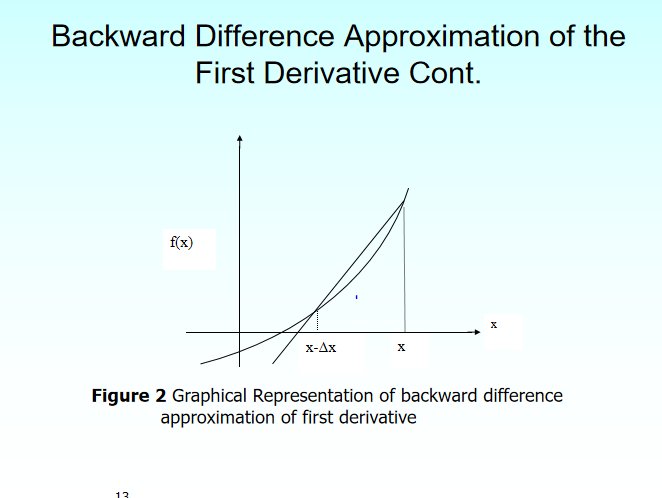 Backward Difference Approximation of the
First Derivative Cont.
f(x)
x
x-Δx
x
Figure 2 Graphical Representation of backward difference
approximation of first derivative
13